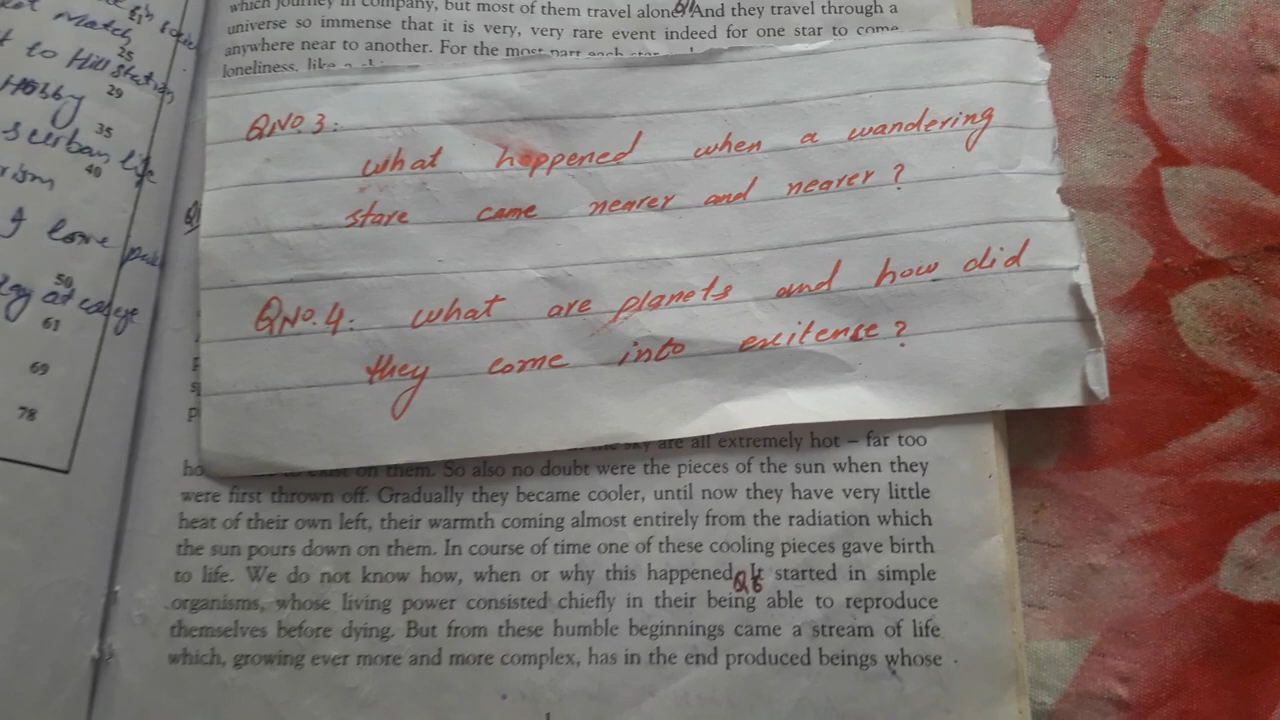 which journey in company, but most of them travel alone. And they travel through a
universe so immense that it is very, very rare event indeed for one star to come
anywhere near to another. For the most part each star
loneliness, like a
QNO.3:
what happened when a wandering
stare came nearer and nearer ?
QNO.4: what are planets and how did
they come into exitense ?
sky are all extremely hot – far too
on them. So also no doubt were the pieces of the sun when they
were first thrown off. Gradually they became cooler, until now they have very little
heat of their own left, their warmth coming almost entirely from the radiation which
the sun pours down on them. In course of time one of these cooling pieces gave birth
to life. We do not know how, when or why this happened. It started in simple
Q6
organisms, whose living power consisted chiefly in their being able to reproduce
themselves before dying. But from these humble beginnings came a stream of life
which, growing ever more and more complex, has in the end produced beings whose
Match
25
to Hill station
Hobby
29
35
urban life
40
I love
50
61
69
78